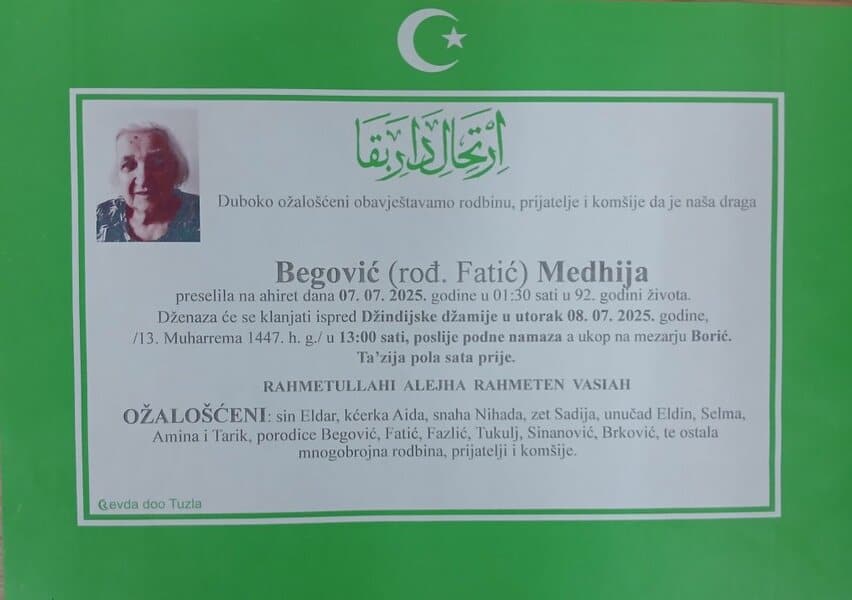 اِرْتِحَالِ دَارِ بَقَا
Duboko ožalošćeni obavještavamo rodbinu, prijatelje i komšije da je naša draga
Begović (rođ. Fatić) Medhija
preselila na ahiret dana 07. 07. 2025. godine u 01:30 sati u 92. godini života.
Dženaza će se klanjati ispred Džindijske džamije u utorak 08. 07. 2025. godine,
/13. Muharrema 1447. h. g./ u 13:00 sati, poslije podne namaza a ukop na mezarju Borić.
Ta’zija pola sata prije.
RAHMETULLAHI ALEJHA RAHMETEN VASIAH
OŽALOŠĆENI: sin Eldar, kćerka Aida, snaha Nihada, zet Sadija, unučad Eldin, Selma,
Amina i Tarik, porodice Begović, Fatić, Fazlić, Tukulj, Sinanović, Brković, te ostala
mnogobrojna rodbina, prijatelji i komšije.
evda doo Tuzla